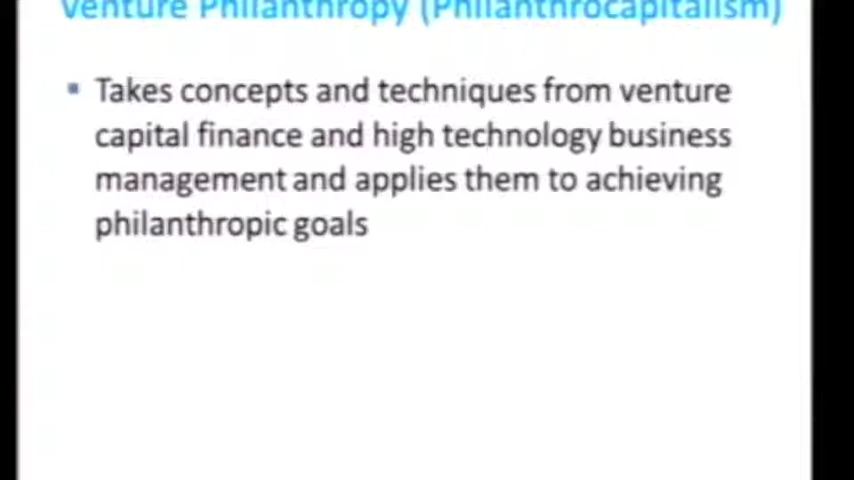 Venture Philanthropy (Philanthrocapitalism)
Takes concepts and techniques from venture
capital finance and high technology business
management and applies them to achieving
philanthropic goals